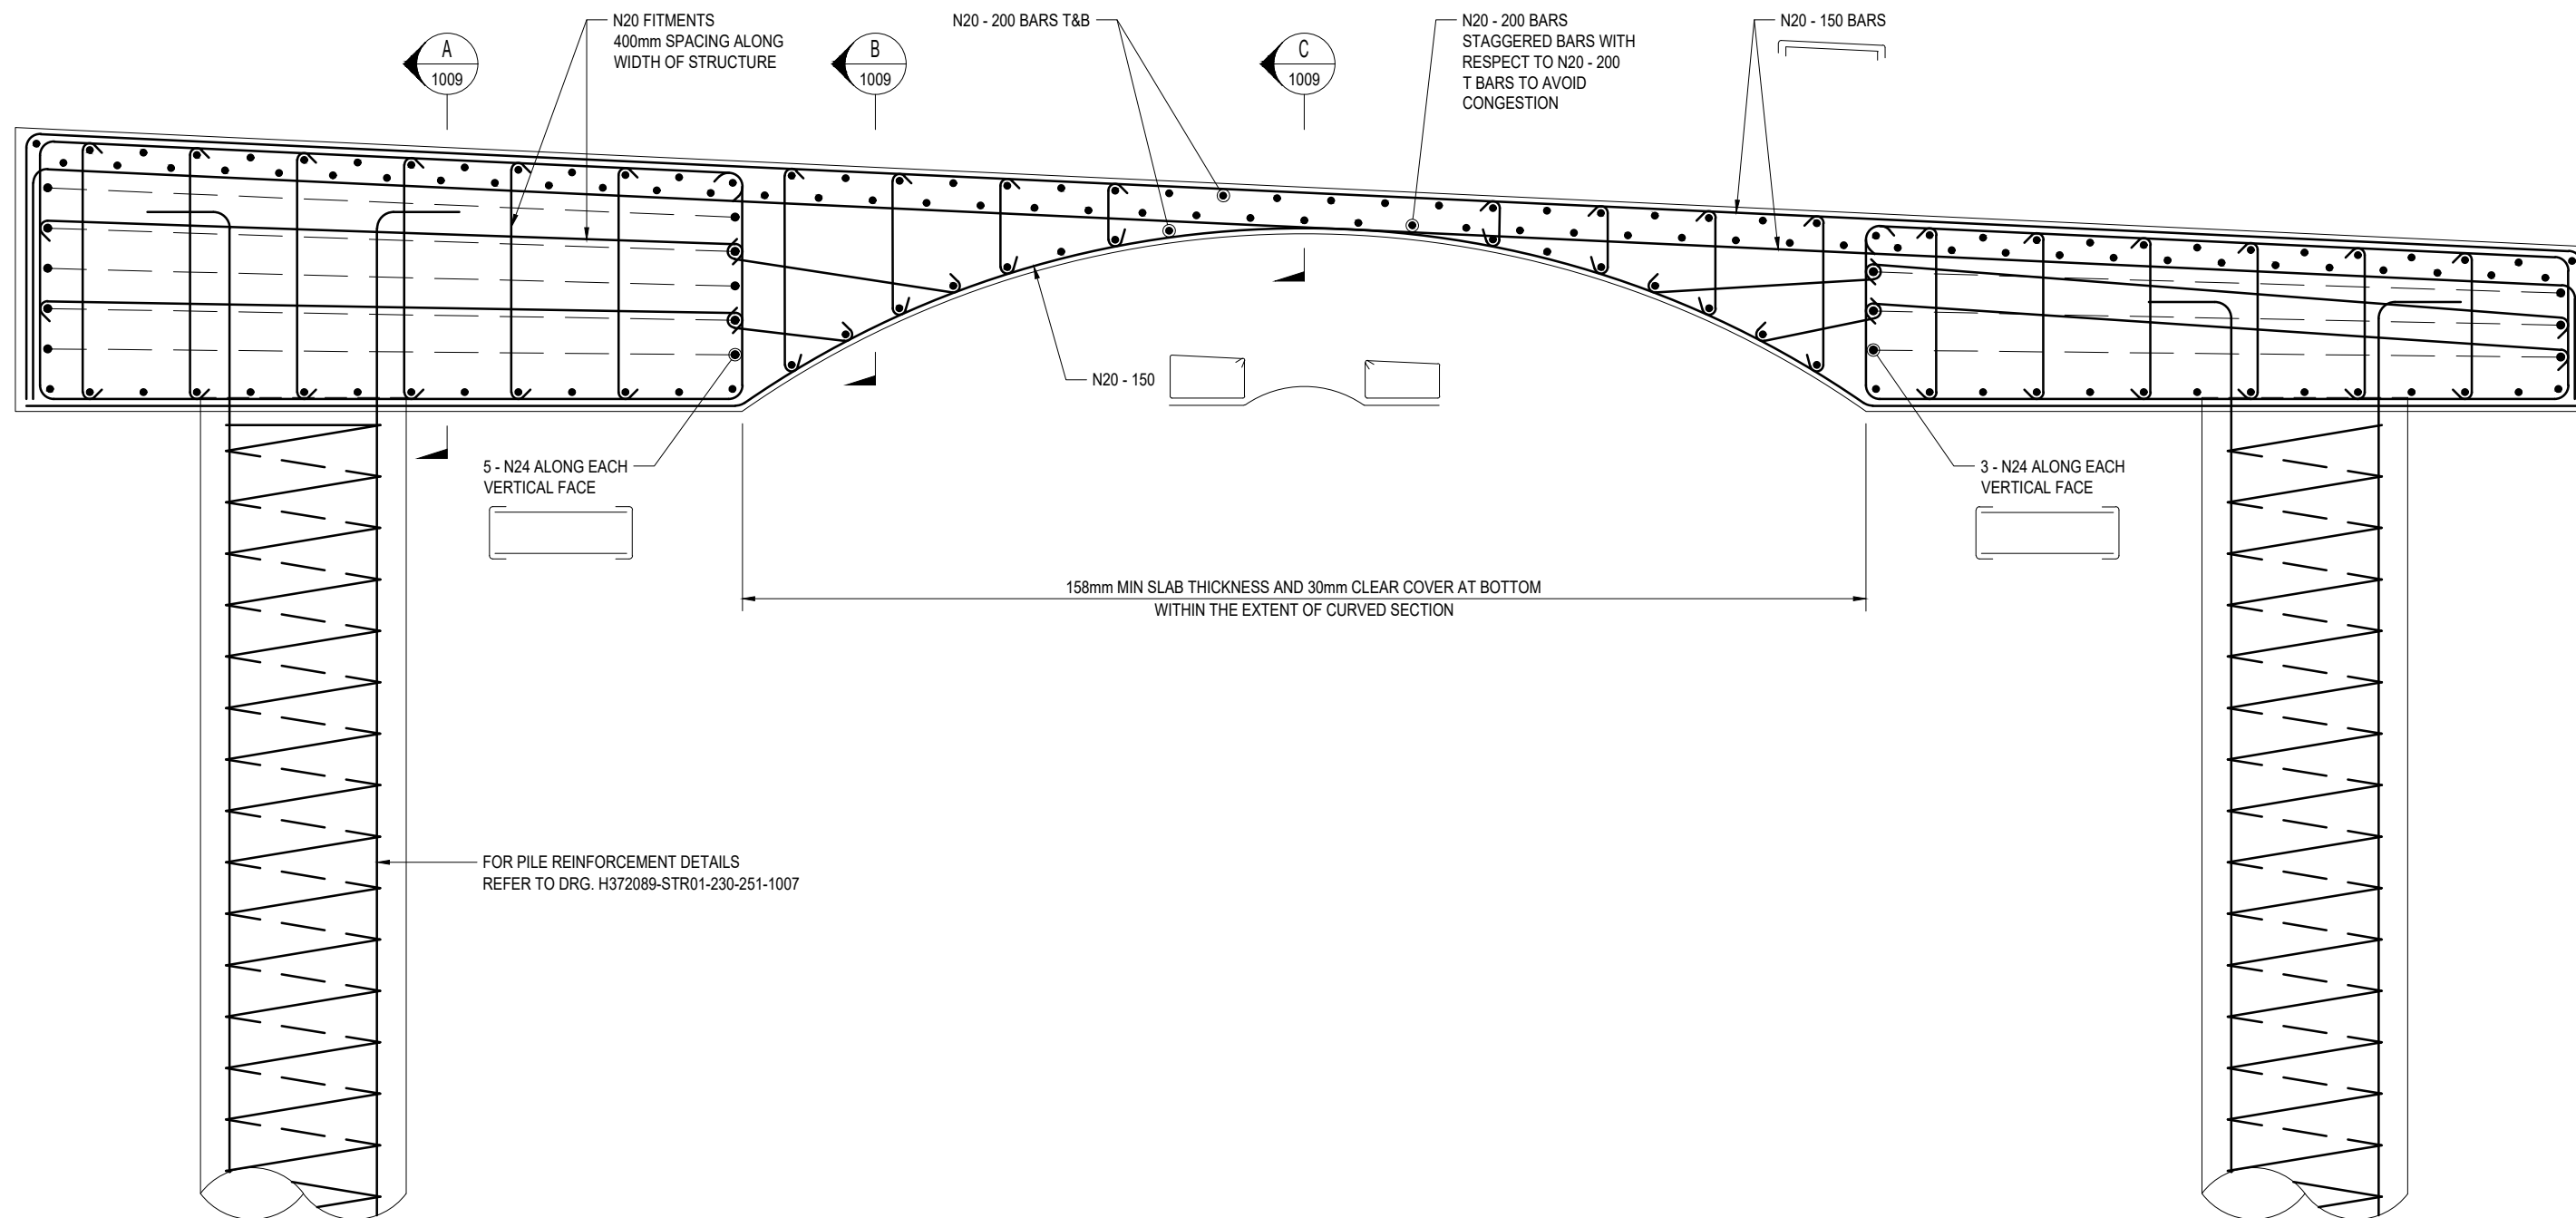 N20 FITMENTS
400mm SPACING ALONG
WIDTH OF STRUCTURE
N20 - 200 BARS T&B
N20 - 200 BARS
STAGGERED BARS WITH
RESPECT TO N20 - 200
T BARS TO AVOID
CONGESTION
N20 - 150 BARS
A
1009
B
1009
C
1009
N20 - 150
5 - N24 ALONG EACH
VERTICAL FACE
3 - N24 ALONG EACH
VERTICAL FACE
158mm MIN SLAB THICKNESS AND 30mm CLEAR COVER AT BOTTOM
WITHIN THE EXTENT OF CURVED SECTION
FOR PILE REINFORCEMENT DETAILS
REFER TO DRG. H372089-STR01-230-251-1007